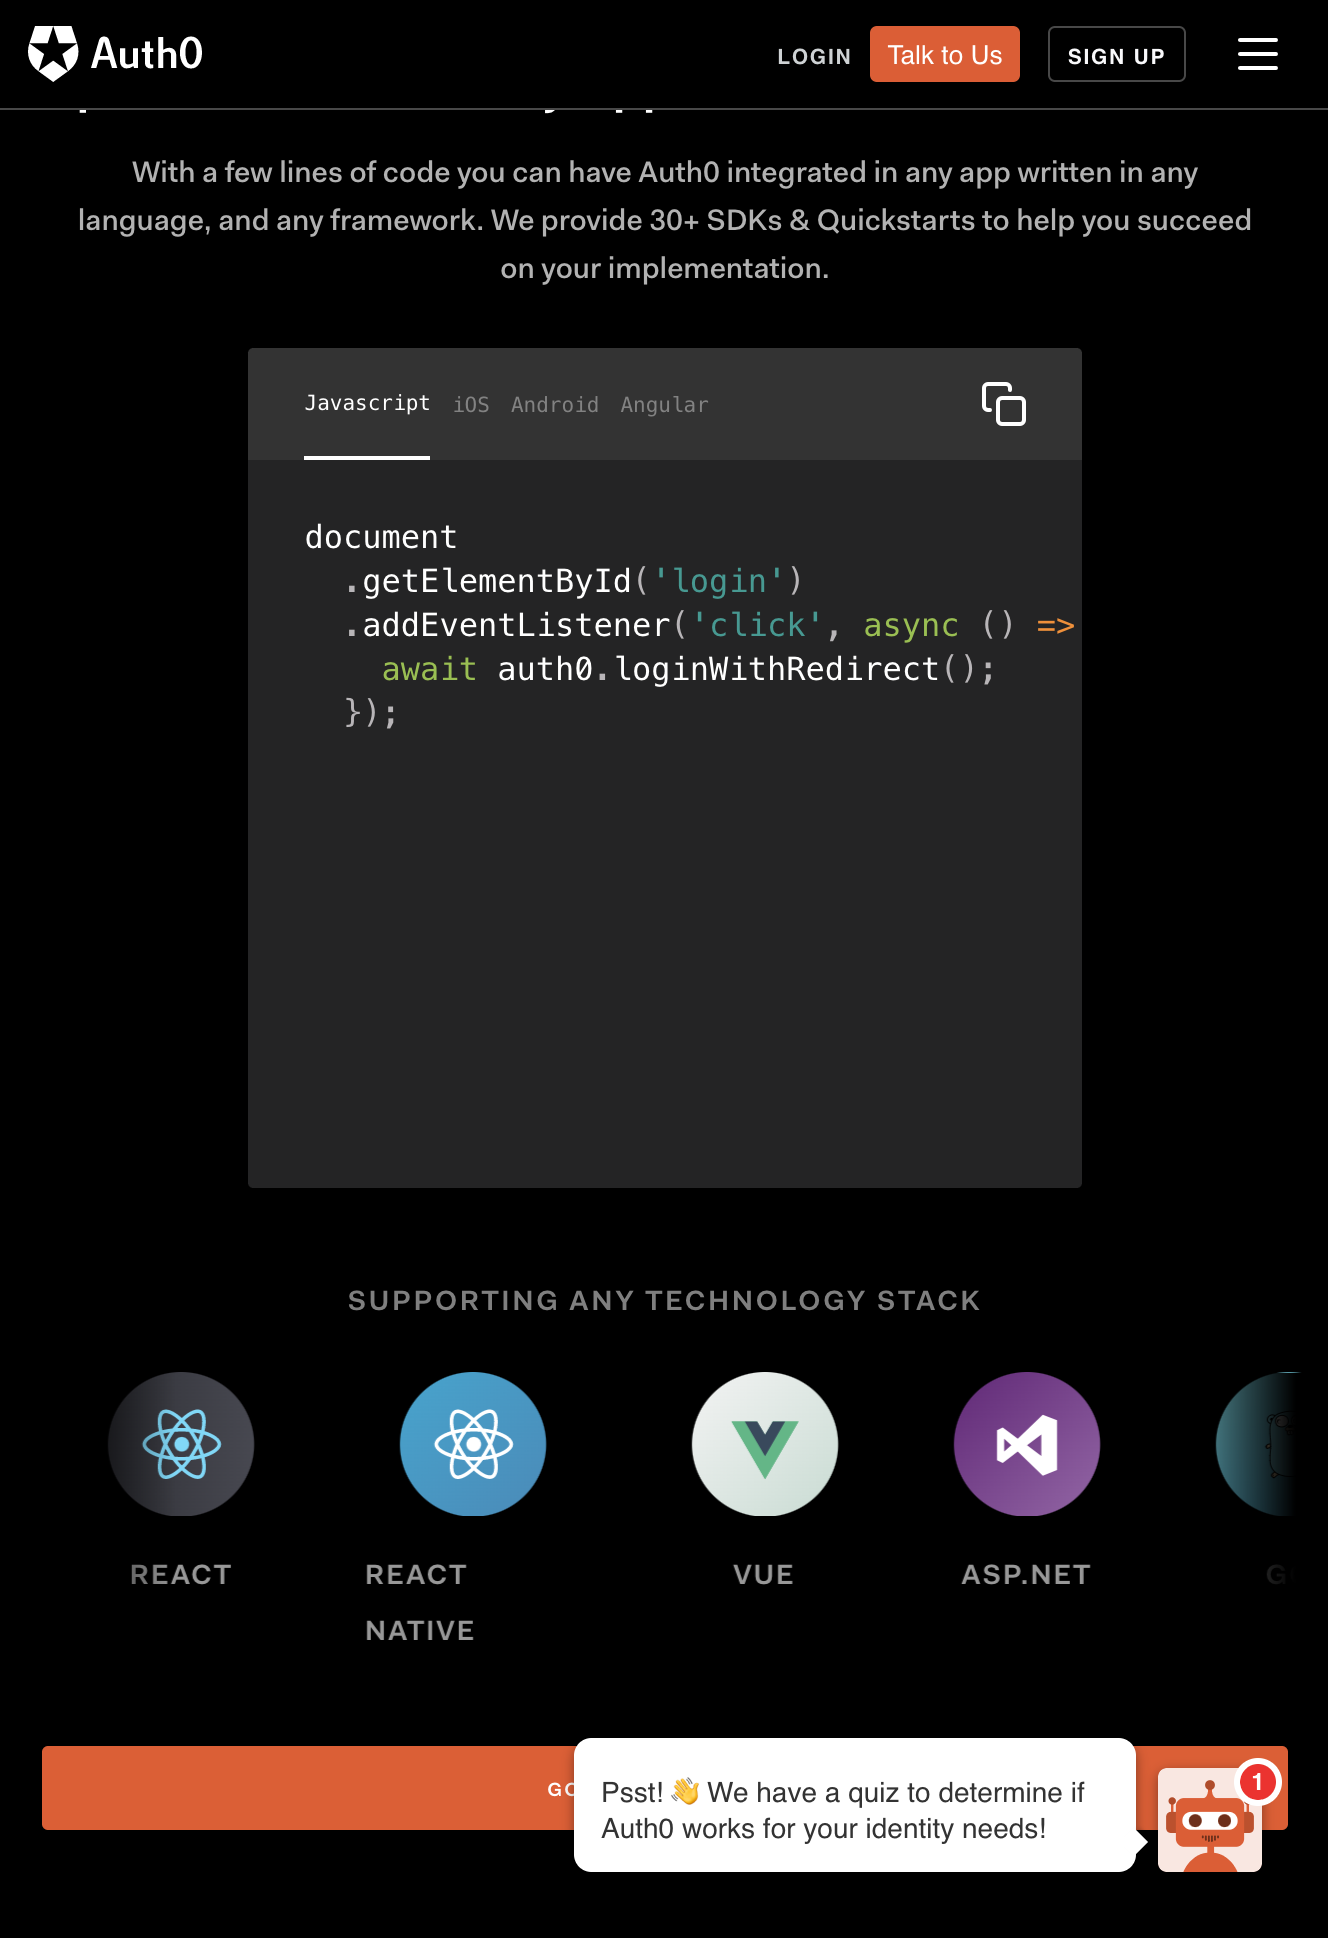 Auth0
LOGIN
Talk to Us
SIGN UP
With a few lines of code you can have Auth0 integrated in any app written in any
language, and any framework. We provide 30+ SDKs & Quickstarts to help you succeed
on your implementation.
Javascript iOS Android Angular
document
  .getElementById('login')
  .addEventListener('click', async () =>
    await auth0.loginWithRedirect();
  });
SUPPORTING ANY TECHNOLOGY STACK
REACT
REACT
NATIVE
VUE
ASP.NET
Psst! 👋 We have a quiz to determine if
Auth0 works for your identity needs!
1